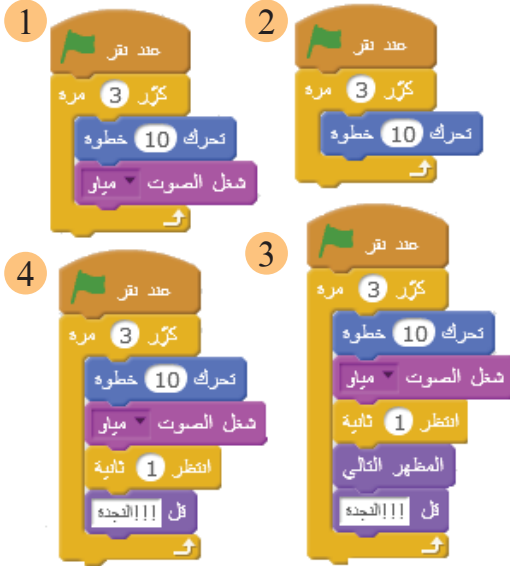 1
عند نقر
كرّر 3 مرة
تحرك 10 خطوة
شغل الصوت مياو
2
عند نقر
كرّر 3 مرة
تحرك 10 خطوة
3
عند نقر
كرّر 3 مرة
تحرك 10 خطوة
شغل الصوت مياو
انتظر 1 ثانية
المظهر التالي
قل !!!النجدة
4
عند نقر
كرّر 3 مرة
تحرك 10 خطوة
شغل الصوت مياو
انتظر 1 ثانية
قل !!!النجدة